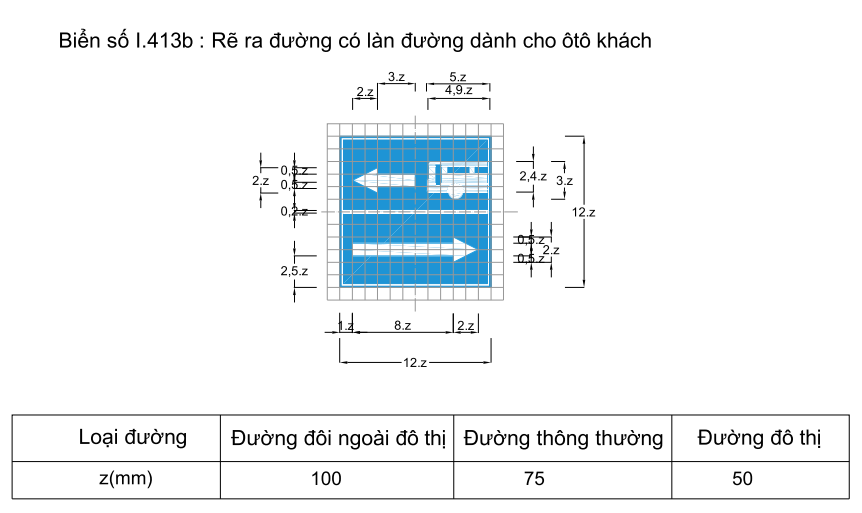 Biển số I.413b : Rẽ ra đường có làn đường dành cho ôtô khách
3.z 5.z
2.z 4,9.z
0,5.z
2.z
0,5.z
2,4.z 3.z
0,2.z 12.z
0,5.z 2.z
0,5.z
2,5.z
1.z 8.z 2.z
12.z
Loại đường Đường đôi ngoài đô thị Đường thông thường Đường đô thị
z(mm) 100 75 50